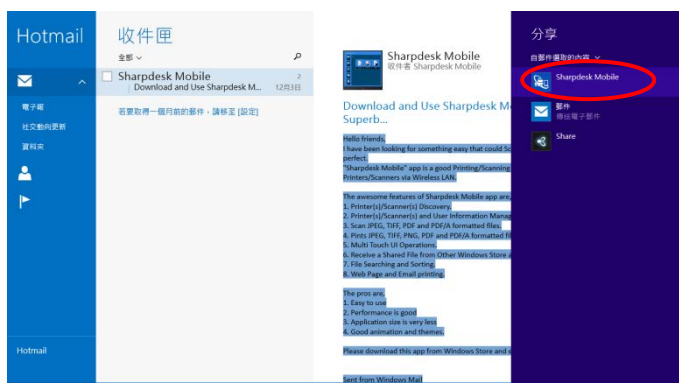 Hotmail
電子報
社交動向更新
資料夾
Hotmail
收件匣
全部
Sharpdesk Mobile 2
Download and Use Sharpdesk M... 12月3日
若要取得一個月前的郵件，請移至 [設定]
Sharpdesk Mobile
收件者 Sharpdesk Mobile
Download and Use Sharpdesk M
Superb...
Hello friends,
I have been looking for something easy that could Sc
perfect.
"Sharpdesk Mobile" app is a good Printing/Scanning
Printers/Scanners via Wireless LAN.
The awesome features of Sharpdesk Mobile app are,
1. Printer(s)/Scanner(s) Discovery.
2. Printer(s)/Scanner(s) and User Information Manag
3. Scan JPEG, TIFF, PDF and PDF/A formatted files.
4. Pints JPEG, TIFF, PNG, PDF and PDF/A formatted fil
5. Multi Touch UI Operations.
6. Receive a Shared File from Other Windows Store a
7. File Searching and Sorting.
8. Web Page and Email printing.
The pros are,
1. Easy to use
2. Performance is good
3. Application size is very less
4. Good animation and themes.
Please download this app from Windows Store and e
Sent from Windows Mail
分享
自郵件選取的內容
Sharpdesk Mobile
郵件
傳送電子郵件
Share